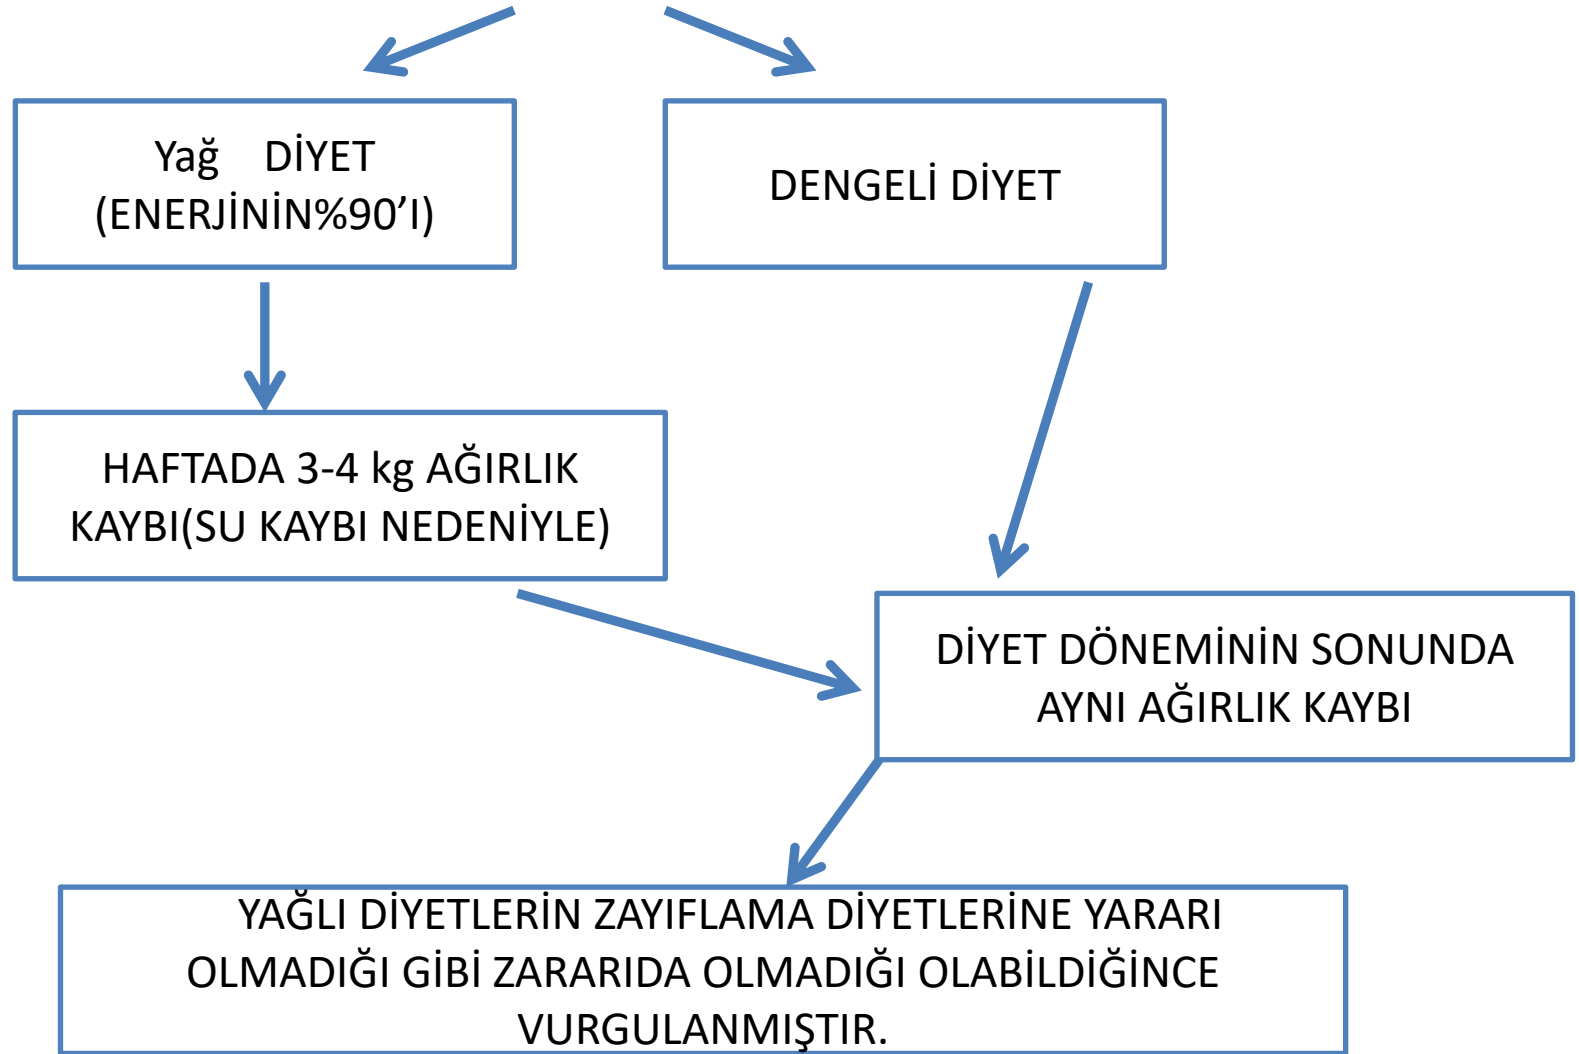 Yağ DİYET
(ENERJİNİN%90’I)
DENGELİ DİYET
HAFTADA 3-4 kg AĞIRLIK
KAYBI(SU KAYBI NEDENİYLE)
DİYET DÖNEMİNİN SONUNDA
AYNI AĞIRLIK KAYBI
YAĞLI DİYETLERİN ZAYIFLAMA DİYETLERİNE YARARI
OLMADIĞI GİBİ ZARARIDA OLMADIĞI OLABİLDİĞİNCE
VURGULANMIŞTIR.